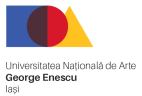 Universitatea Națională de Arte
George Enescu
Iași